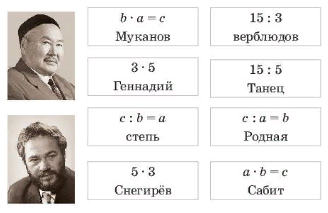 b · a = c
Муканов
15 : 3
верблюдов
3 · 5
Геннадий
15 : 5
Танец
c : b = a
степь
c : a = b
Родная
5 · 3
Снегирёв
a · b = c
Сабит